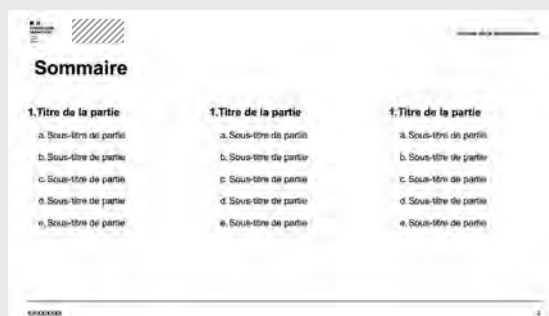 RÉPUBLIQUE
FRANÇAISE
Sommaire
1.Titre de la partie
a. Sous-titre de partie
b. Sous-titre de partie
c. Sous-titre de partie
d. Sous-titre de partie
e. Sous-titre de partie
1.Titre de la partie
a. Sous-titre de partie
b. Sous-titre de partie
c. Sous-titre de partie
d. Sous-titre de partie
e. Sous-titre de partie
1.Titre de la partie
a. Sous-titre de partie
b. Sous-titre de partie
c. Sous-titre de partie
d. Sous-titre de partie
e. Sous-titre de partie